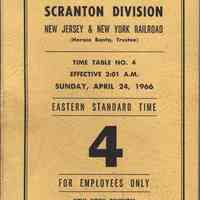 SCRANTON DIVISION
NEW JERSEY & NEW YORK RAILROAD
(Horace Banta, Trustee)
TIME TABLE NO. 4
EFFECTIVE 2:01 A.M.
SUNDAY, APRIL 24, 1966
EASTERN STANDARD TIME
4
FOR EMPLOYEES ONLY